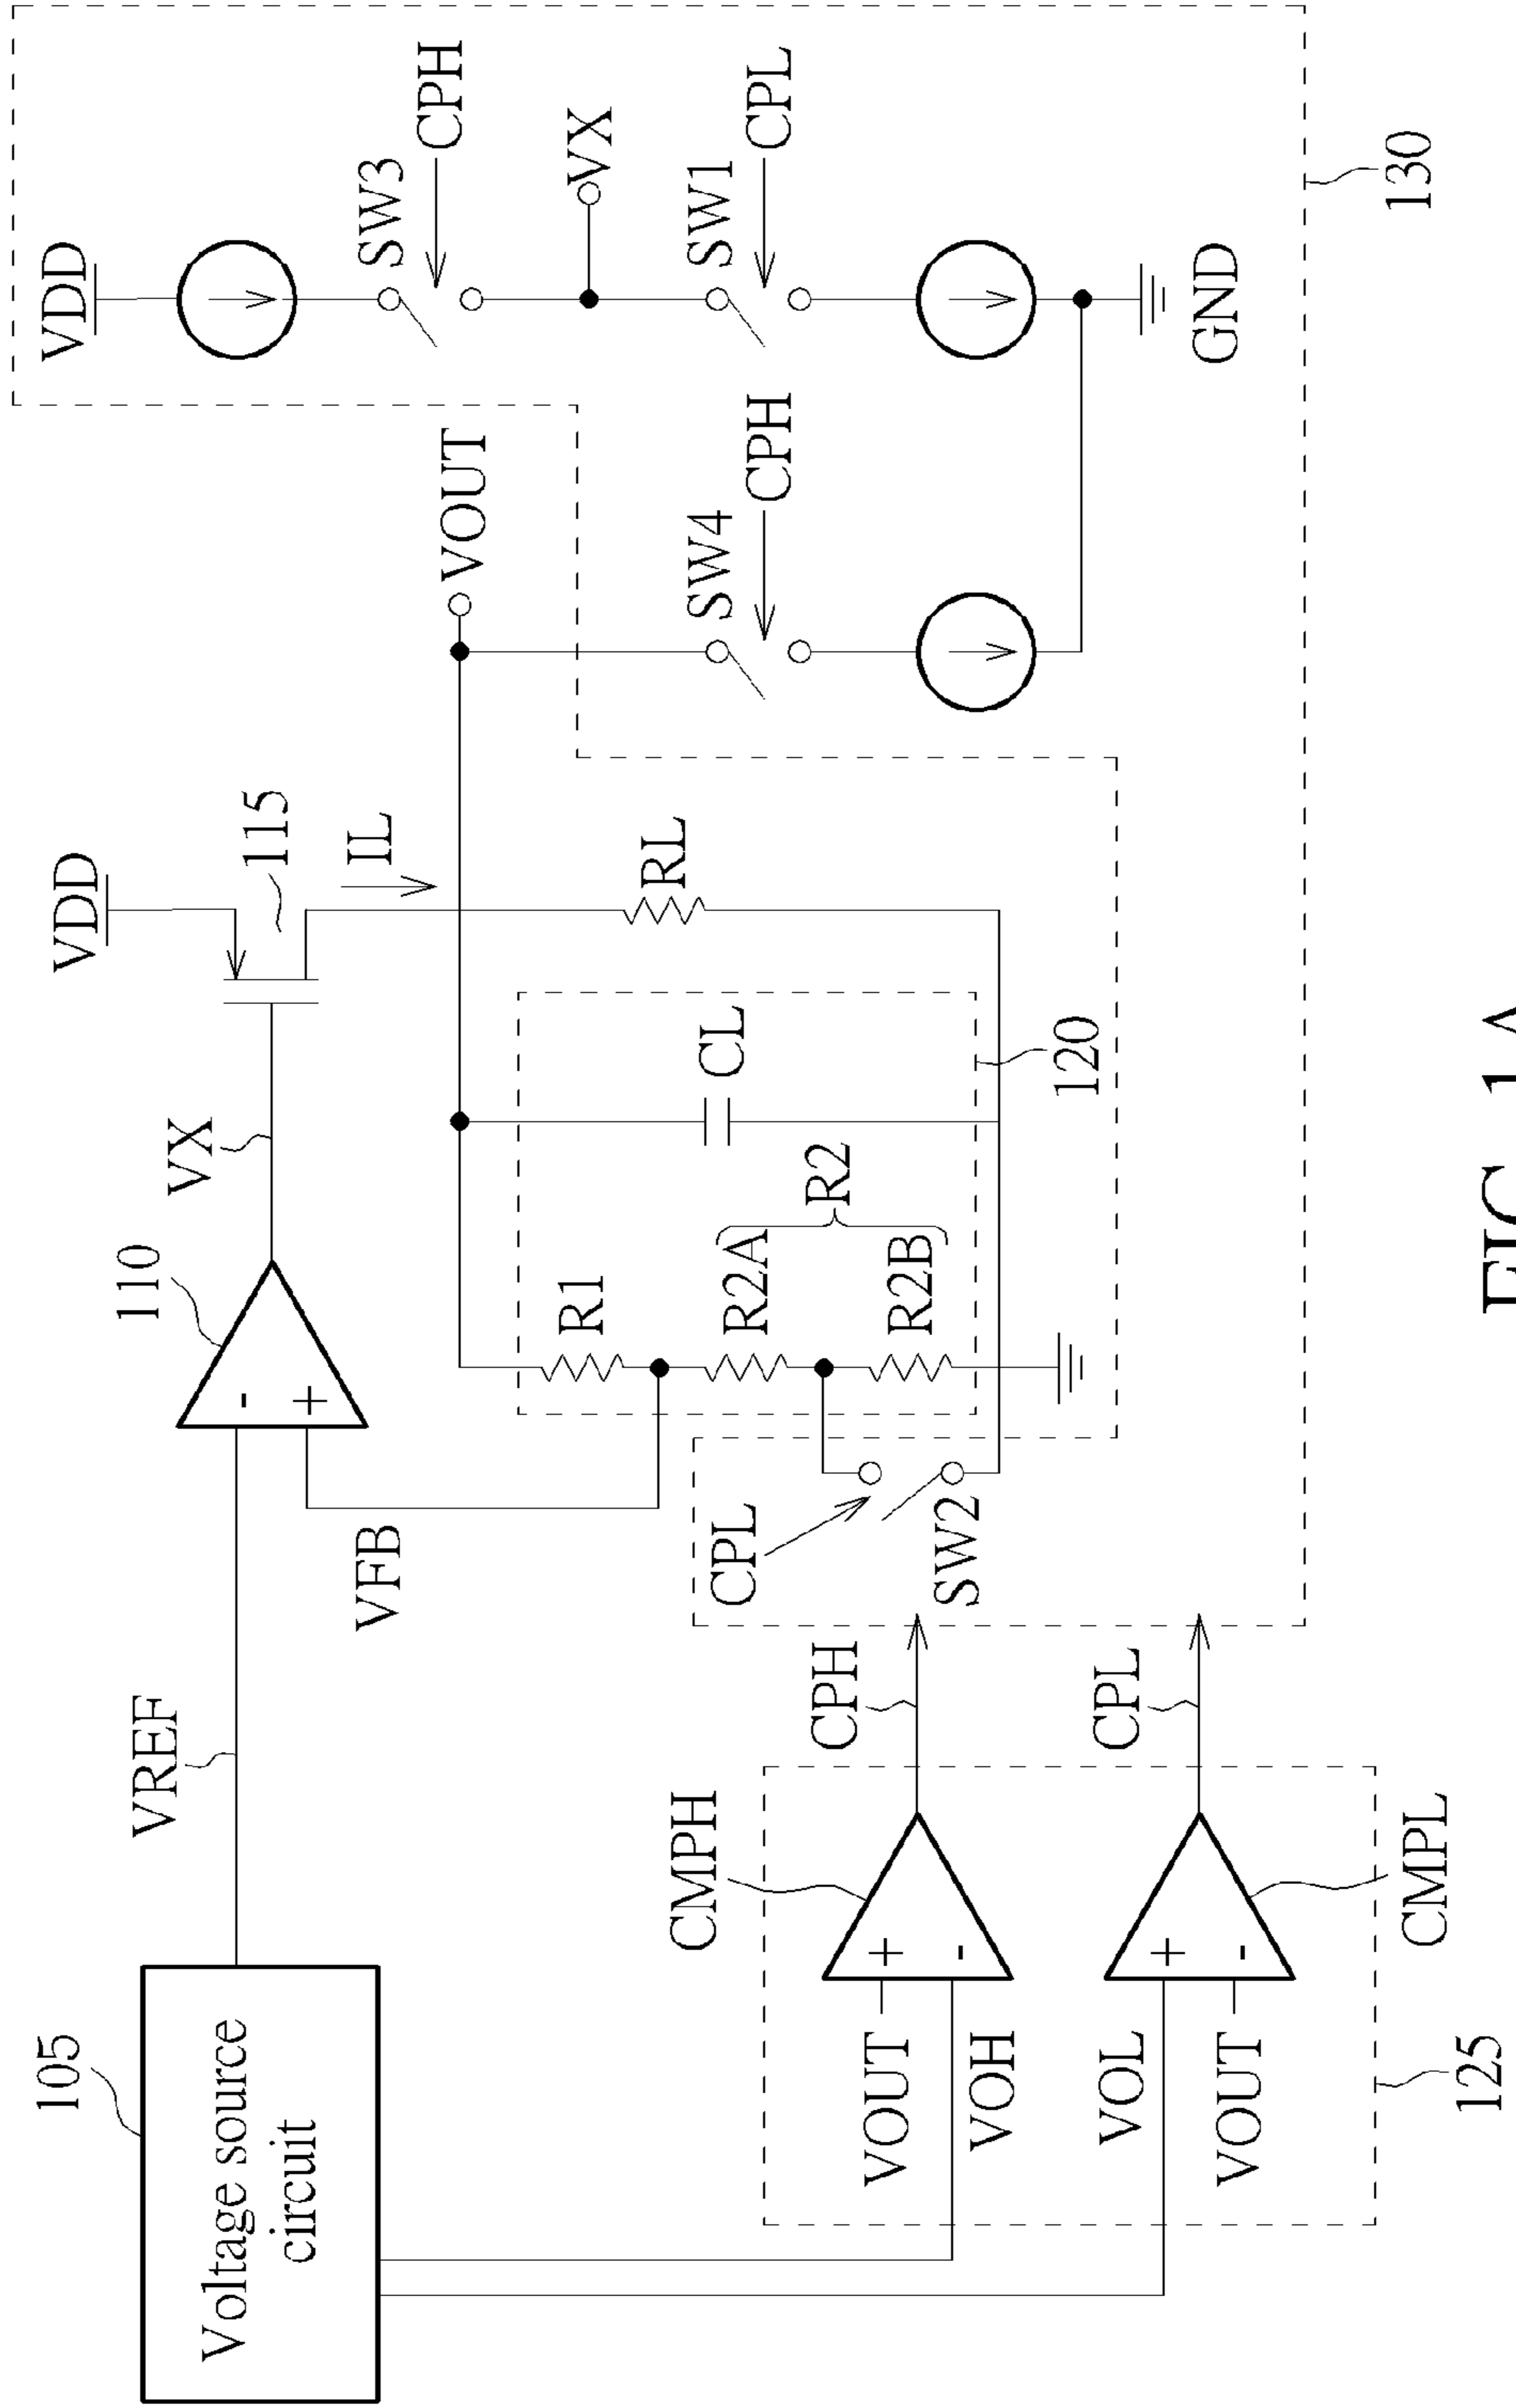 105
Voltage source
circuit
VREF
110
-
+
VX
VDD
115
IL
VFB
VOUT
R1
R2A
R2B
R2
CL
RL
120
CPL
SW2
VDD
SW3
CPH
VX
SW1
CPL
SW4
CPH
GND
130
CMPH
VOUT
+
-
VOH
CPH
VOL
+
-
VOUT
CPL
CMPL
125
FIG. 1A